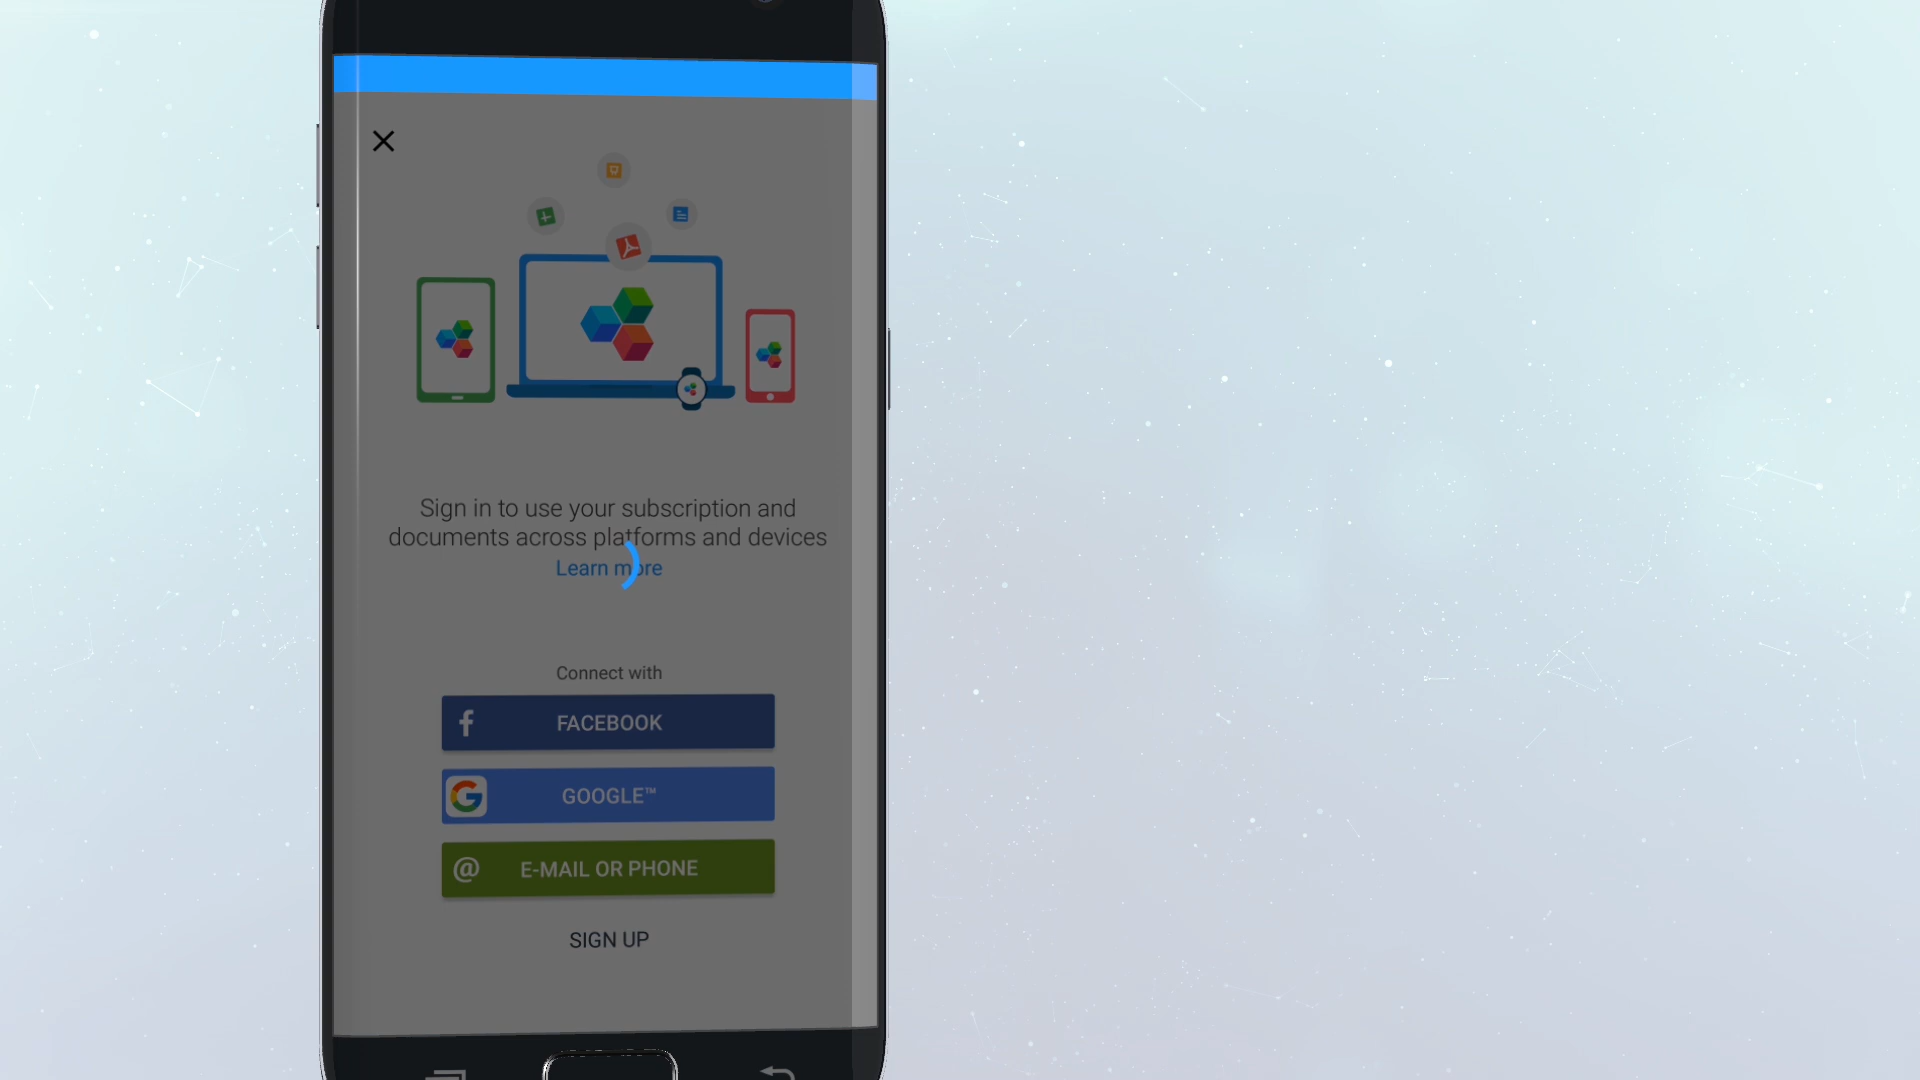 Sign in to use your subscription and
documents across platforms and devices
Learn more
Connect with
FACEBOOK
GOOGLE™
@ E-MAIL OR PHONE
SIGN UP